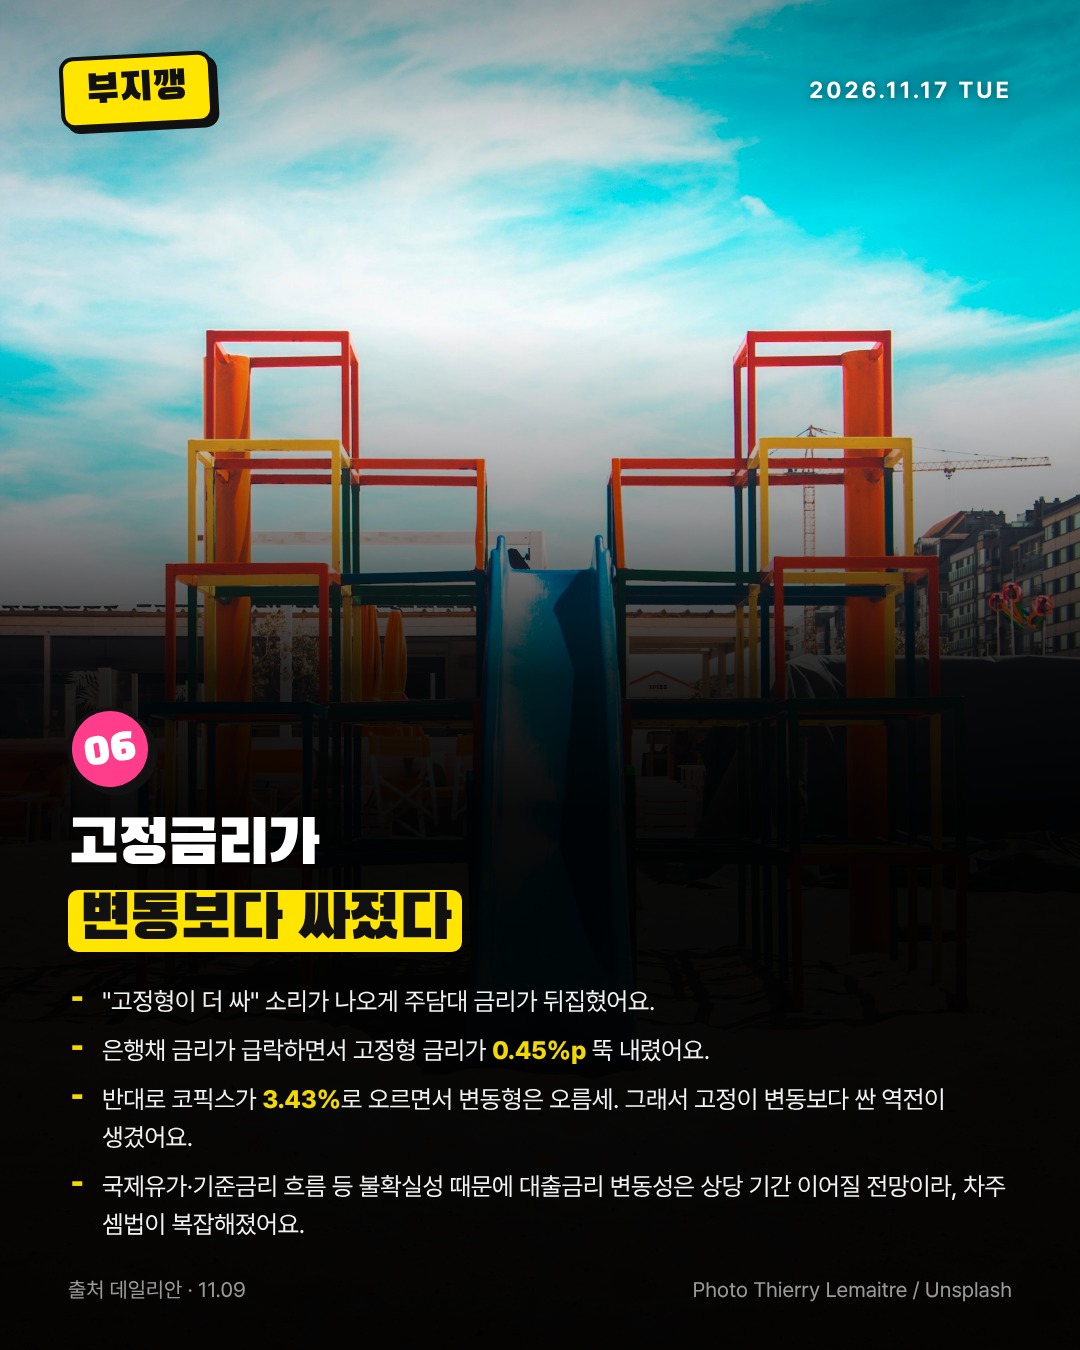 부지깽
2026.11.17 TUE
06
고정금리가
변동보다 싸졌다
- "고정형이 더 싸" 소리가 나오게 주담대 금리가 뒤집혔어요.
- 은행채 금리가 급락하면서 고정형 금리가 0.45%p 뚝 내렸어요.
- 반대로 코픽스가 3.43%로 오르면서 변동형은 오름세. 그래서 고정이 변동보다 싼 역전이
생겼어요.
- 국제유가·기준금리 흐름 등 불확실성 때문에 대출금리 변동성은 상당 기간 이어질 전망이라, 차주
셈법이 복잡해졌어요.
출처 데일리안 · 11.09
Photo Thierry Lemaitre / Unsplash